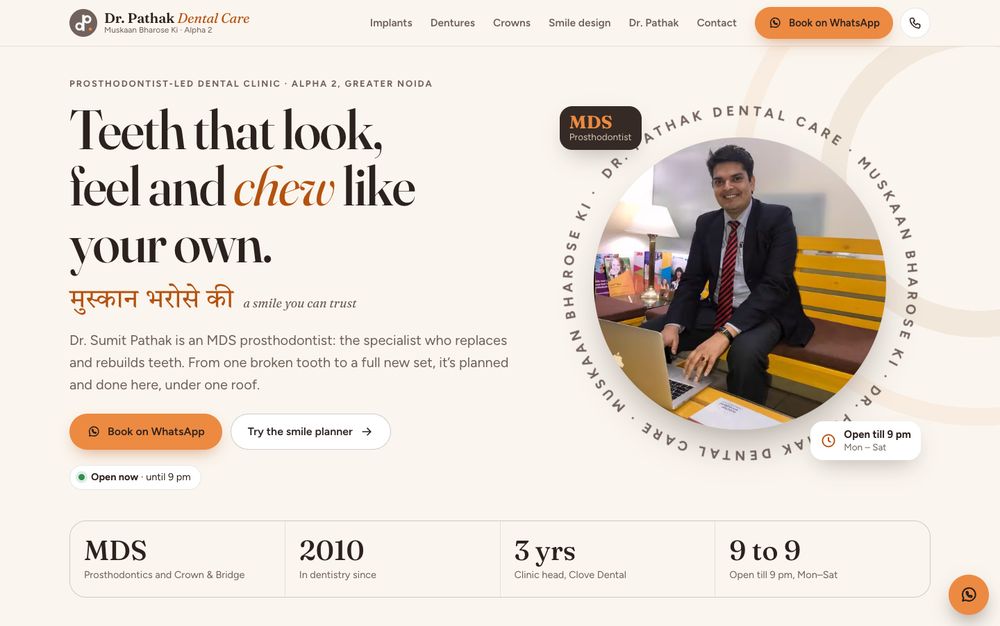 Dr. Pathak Dental Care
Muskaan Bharose Ki · Alpha 2
Implants
Dentures
Crowns
Smile design
Dr. Pathak
Contact
Book on WhatsApp
PROSTHODONTIST-LED DENTAL CLINIC · ALPHA 2, GREATER NOIDA
Teeth that look,
feel and chew like
your own.
मुस्कान भरोसे की a smile you can trust
Dr. Sumit Pathak is an MDS prosthodontist: the specialist who replaces
and rebuilds teeth. From one broken tooth to a full new set, it's planned
and done here, under one roof.
Book on WhatsApp
Try the smile planner →
Open now · until 9 pm
MDS
Prosthodontist
DR. PATHAK DENTAL CARE · MUSKAAN BHAROSE KI · DR. PATHAK DENTAL CARE · MUSKAAN BHAROSE KI ·
Open till 9 pm
Mon – Sat
MDS
Prosthodontics and Crown & Bridge
2010
In dentistry since
3 yrs
Clinic head, Clove Dental
9 to 9
Open till 9 pm, Mon–Sat